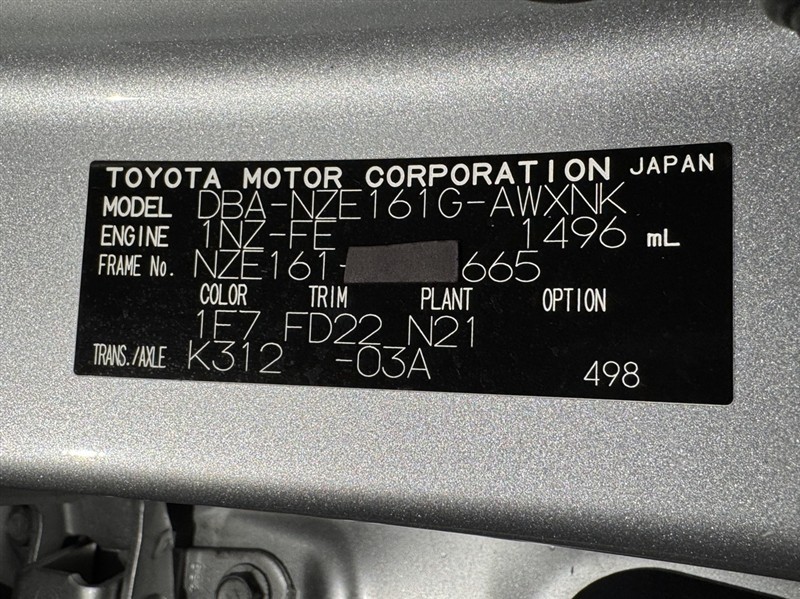 TOYOTA MOTOR CORPORATION JAPAN
MODEL DBA-NZE161G-AWXNK
ENGINE 1NZ-FE 1496 mL
FRAME No. NZE161- 665
COLOR TRIM PLANT OPTION
1E7 FD22 N21
TRANS./AXLE K312 -03A
498